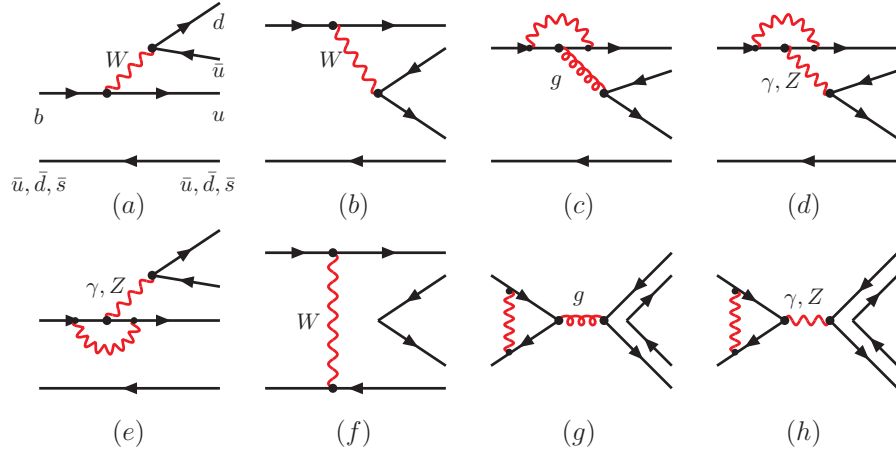 d
W
ū
b
u
ū, d̄, s̄
ū, d̄, s̄
(a)
W
(b)
g
(c)
γ, Z
(d)
γ, Z
(e)
W
(f)
g
(g)
γ, Z
(h)